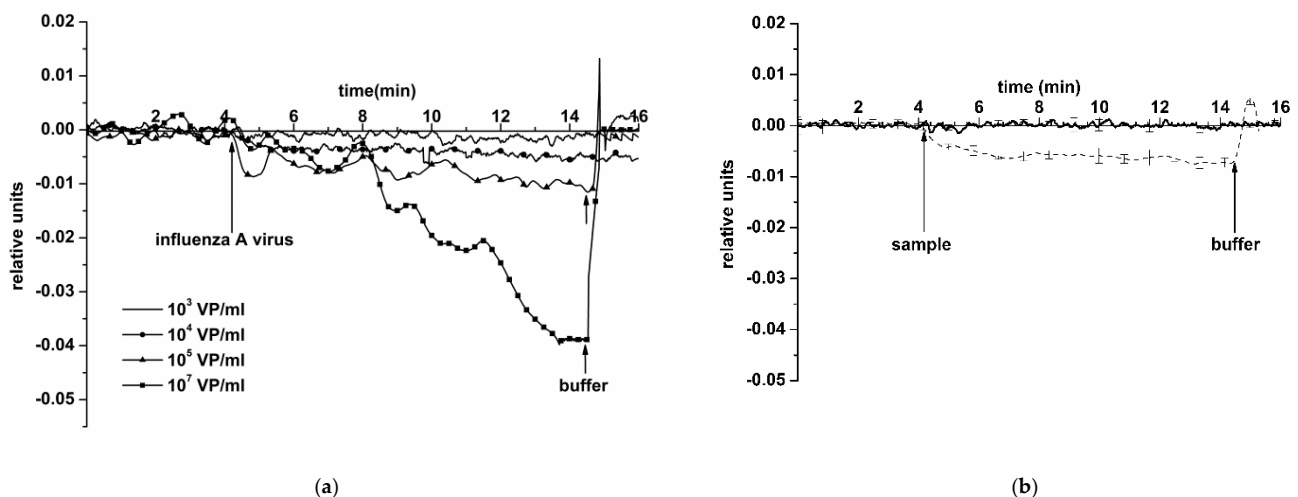 0.02
0.01
0.00
-0.01
-0.02
-0.03
-0.04
-0.05
relative units
time(min)
2 4 6 8 10 12 14 16
influenza A virus
10³ VP/ml
10⁴ VP/ml
10⁵ VP/ml
10⁷ VP/ml
buffer
(a)
0.02
0.01
0.00
-0.01
-0.02
-0.03
-0.04
-0.05
relative units
time (min)
2 4 6 8 10 12 14 16
sample
buffer
(b)